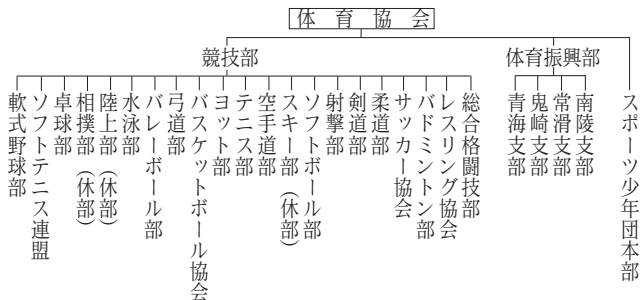 体育協会
競技部
体育振興部
軟式野球部
ソフトテニス連盟
卓球部
相撲部（休部）
陸上部（休部）
水泳部
バレーボール部
弓道部
バスケットボール協会
ヨット部
テニス部
空手道部
スキー部（休部）
ソフトボール部
射撃部
剣道部
柔道部
サッカー協会
バドミントン部
レスリング協会
総合格闘技部
青海支部
鬼崎支部
常滑支部
南陵支部
スポーツ少年団本部